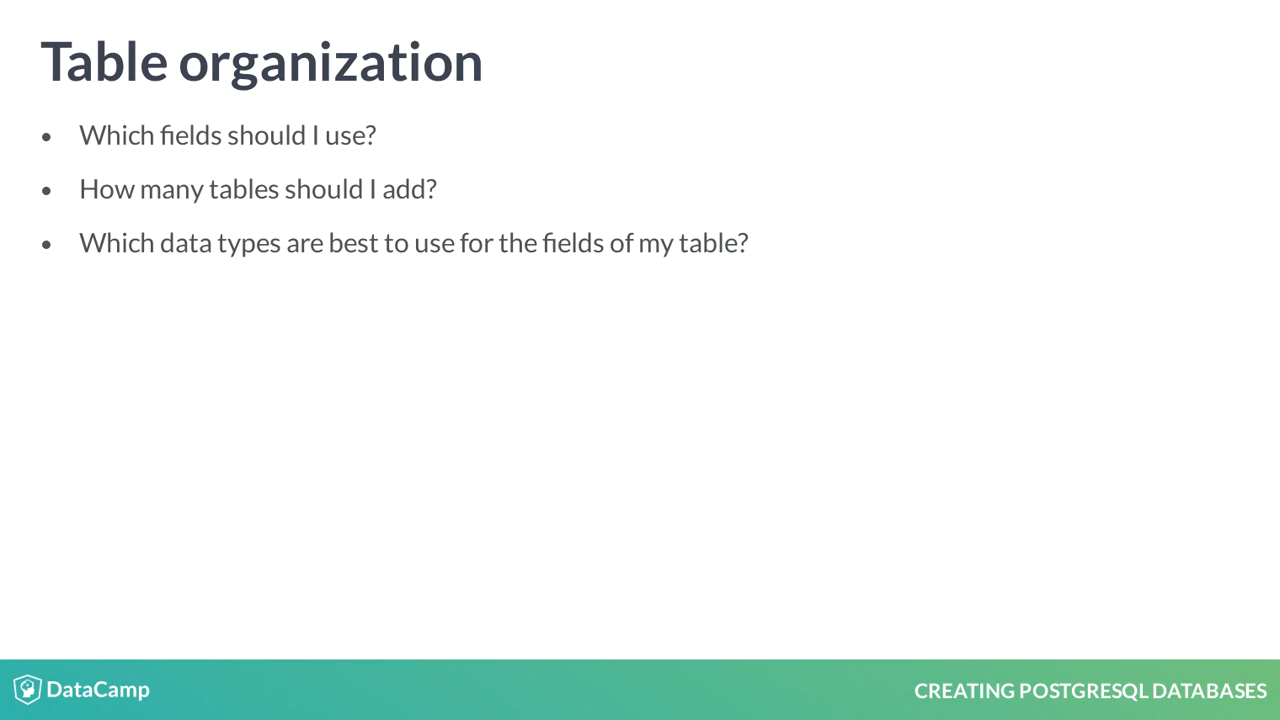 Table organization
• Which fields should I use?
• How many tables should I add?
• Which data types are best to use for the fields of my table?
DataCamp
CREATING POSTGRESQL DATABASES